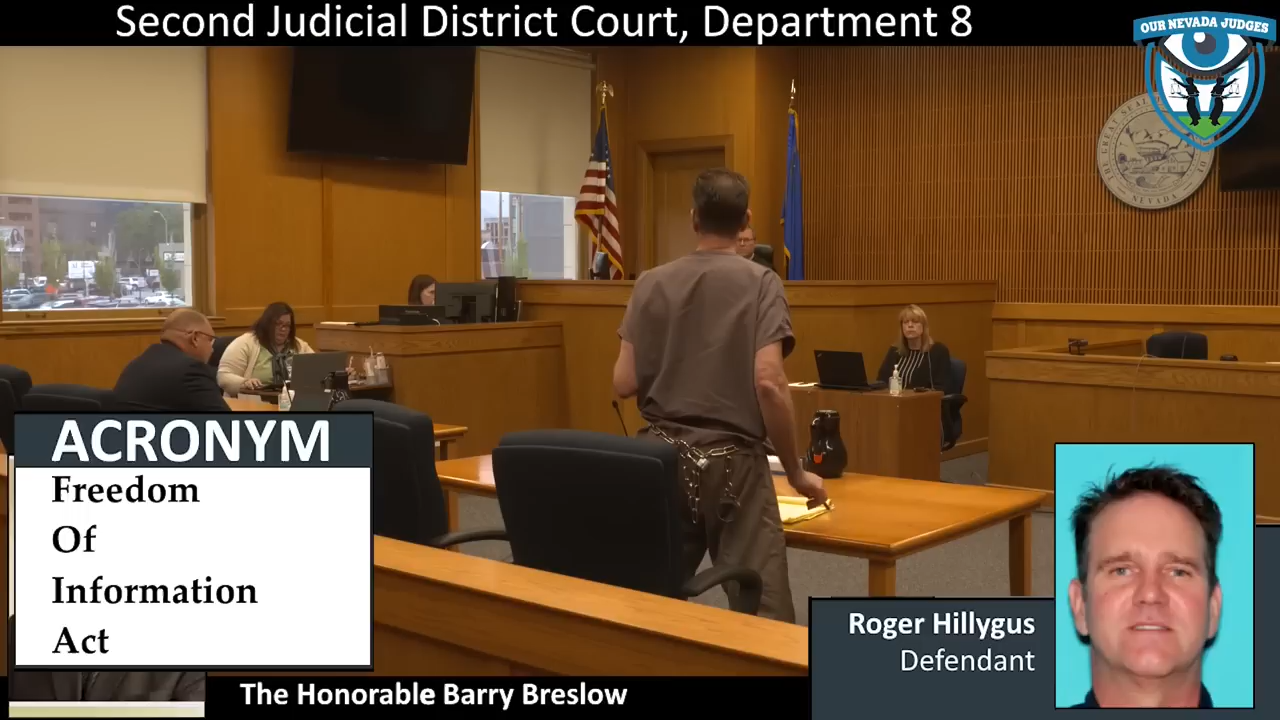 Second Judicial District Court, Department 8
OUR NEVADA JUDGES
NEVADA
ACRONYM
Freedom
Of
Information
Act
Roger Hillygus
Defendant
The Honorable Barry Breslow